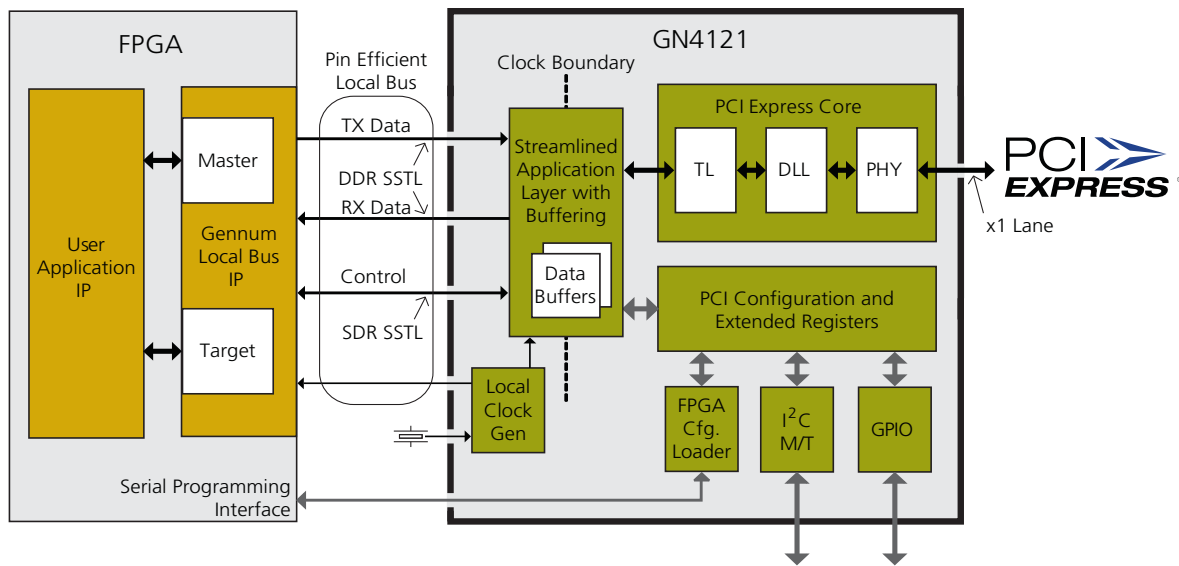 FPGA
GN4121
Pin Efficient
Local Bus
Clock Boundary
TX Data
DDR SSTL
RX Data
Control
SDR SSTL
User
Application
IP
Master
Gennum
Local Bus
IP
Target
Streamlined
Application
Layer with
Buffering
Data
Buffers
PCI Express Core
TL
DLL
PHY
PCI
EXPRESS
x1 Lane
PCI Configuration and
Extended Registers
Local
Clock
Gen
FPGA
Cfg.
Loader
I²C
M/T
GPIO
Serial Programming
Interface